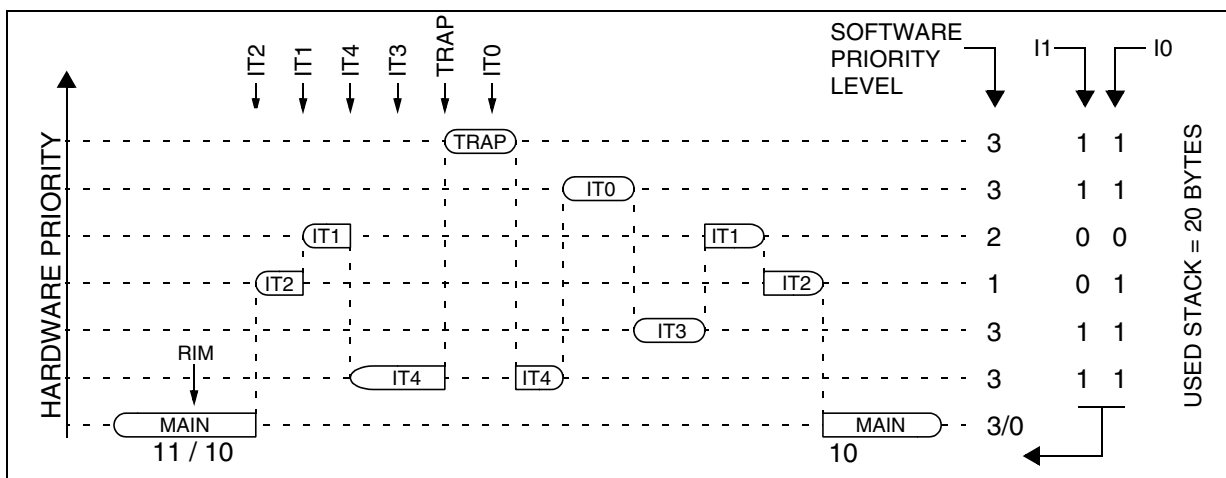 IT2
IT1
IT4
IT3
TRAP
IT0
SOFTWARE
PRIORITY
LEVEL
I1
I0
HARDWARE PRIORITY
TRAP
3
1 1
IT0
3
1 1
IT1
IT1
2
0 0
IT2
IT2
1
0 1
IT3
3
1 1
RIM
IT4
IT4
3
1 1
MAIN
MAIN
3/0
11 / 10
10
USED STACK = 20 BYTES